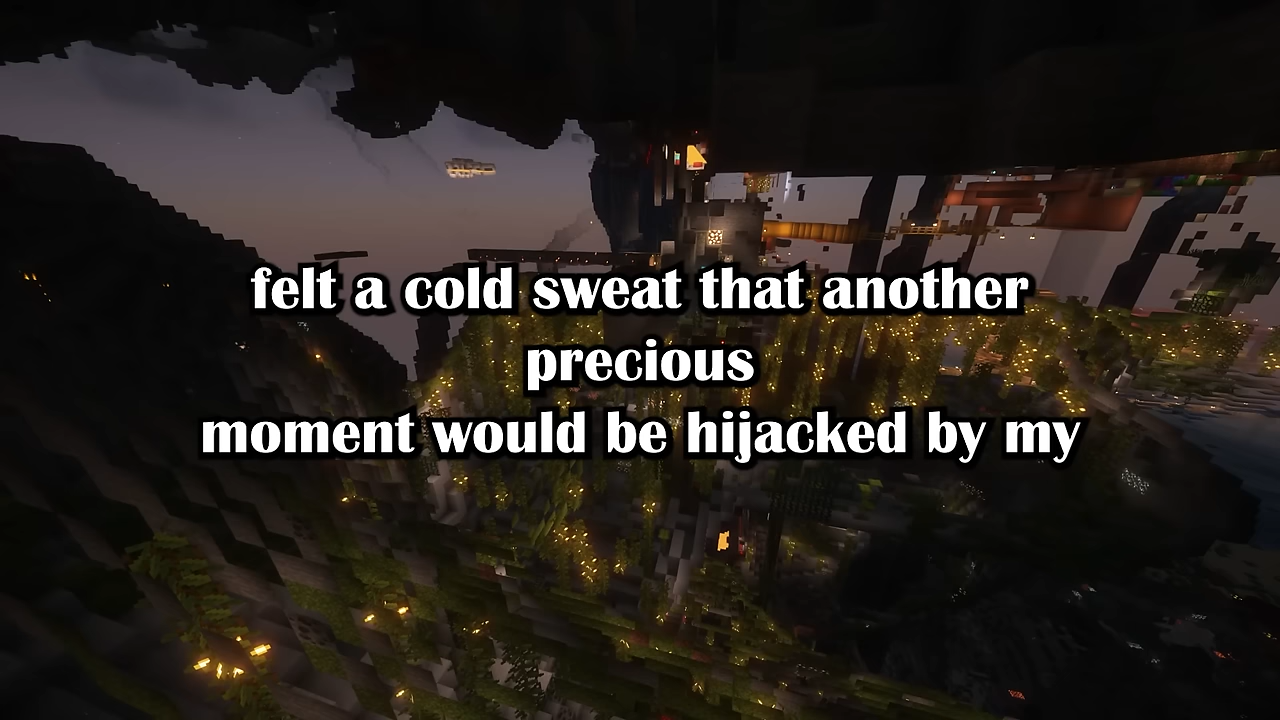 felt a cold sweat that another
precious
moment would be hijacked by my